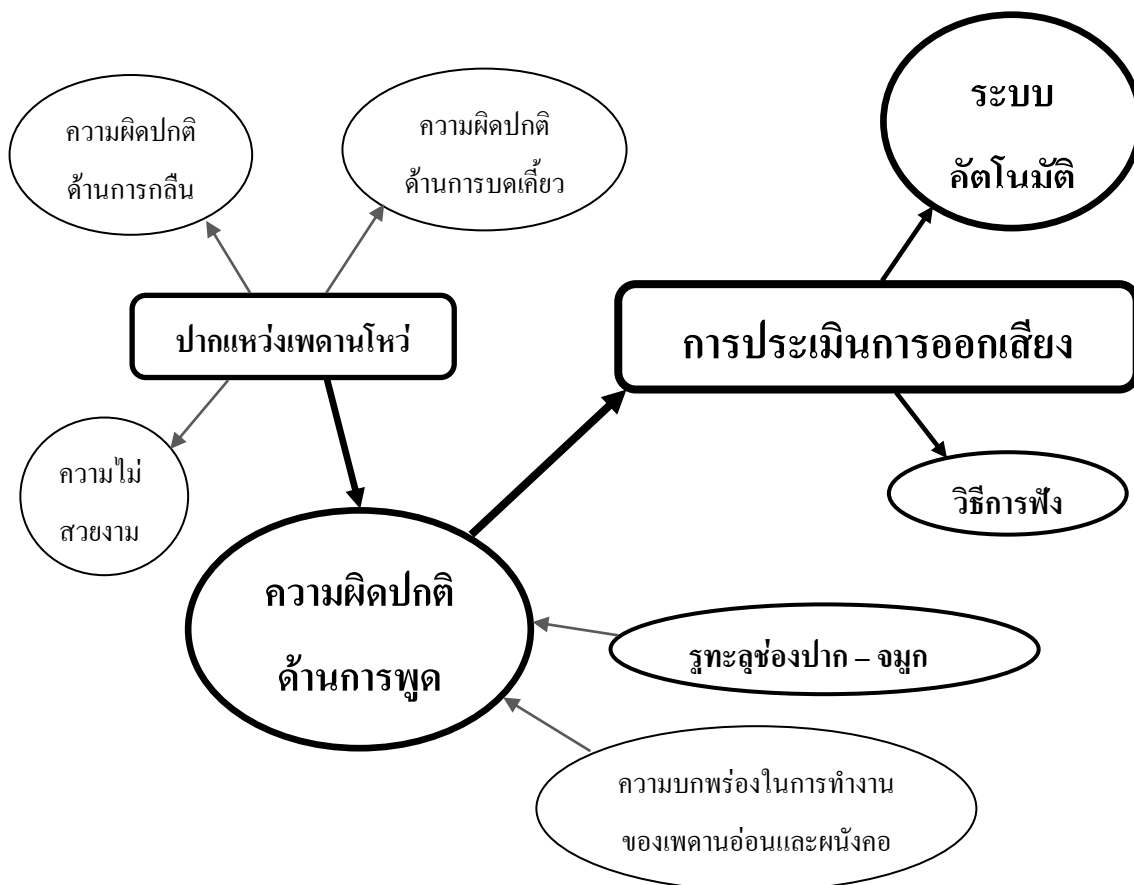 ระบบ
คัตโนมัติ
ความผิดปกติ
ด้านการกลืน
ความผิดปกติ
ด้านการบดเคี้ยว
ปากแหว่งเพดานโหว่
การประเมินการออกเสียง
ความไม่
สวยงาม
วิธีการฟัง
ความผิดปกติ
ด้านการพูด
รูทะลุช่องปาก – จมูก
ความบกพร่องในการทำงาน
ของเพดานอ่อนและผนังคอ